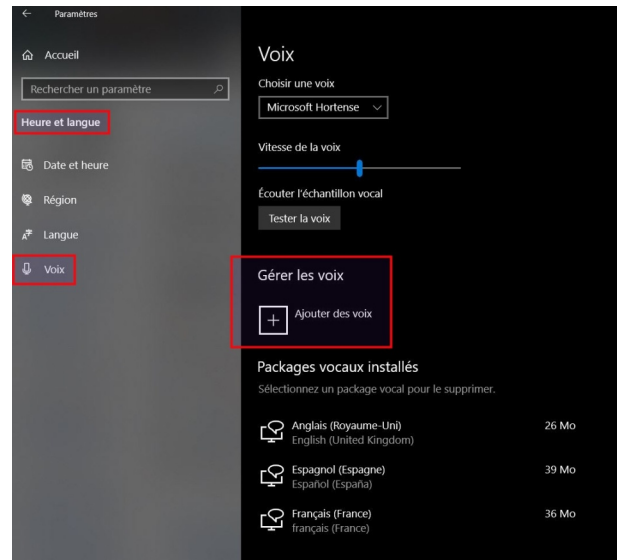 Paramètres
Accueil
Rechercher un paramètre
Heure et langue
Date et heure
Région
Langue
Voix
Voix
Choisir une voix
Microsoft Hortense
Vitesse de la voix
Écouter l'échantillon vocal
Tester la voix
Gérer les voix
Ajouter des voix
Packages vocaux installés
Sélectionnez un package vocal pour le supprimer.
Anglais (Royaume-Uni) 26 Mo
English (United Kingdom)
Espagnol (Espagne) 39 Mo
Español (España)
Français (France) 36 Mo
français (France)